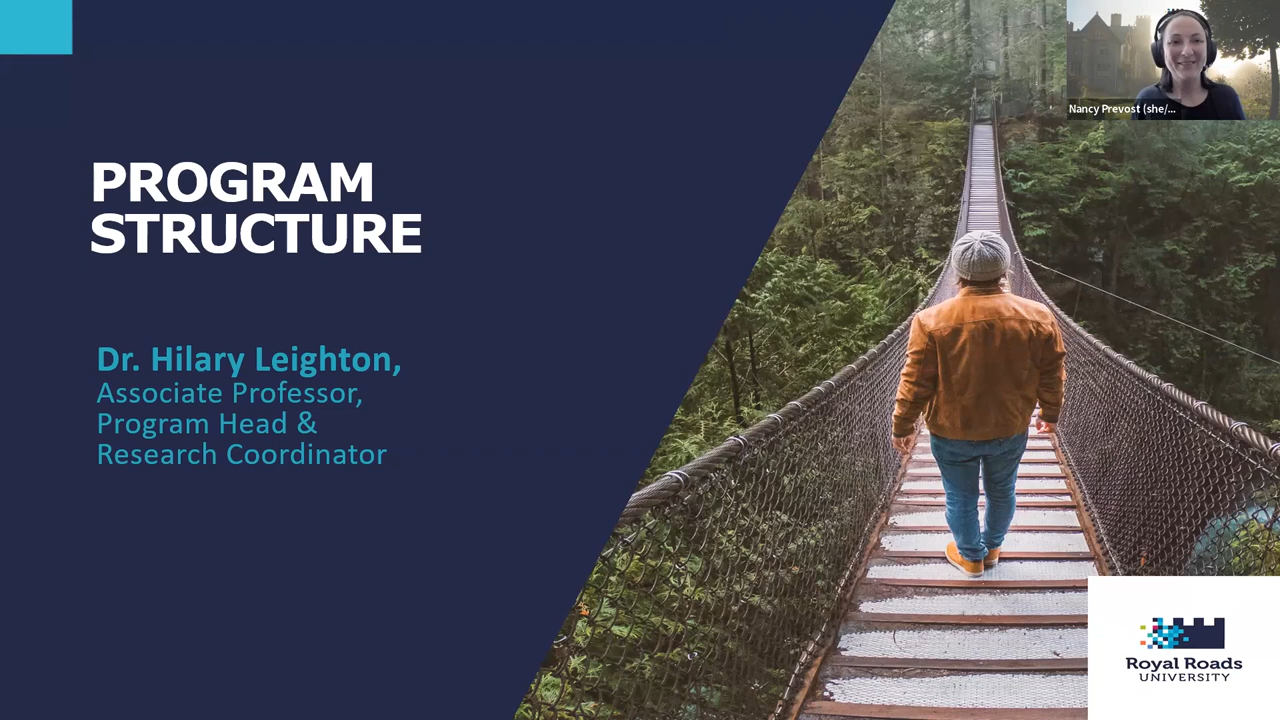 PROGRAM
STRUCTURE
Dr. Hilary Leighton,
Associate Professor,
Program Head &
Research Coordinator
Nancy Prevost (she/...
Royal Roads
UNIVERSITY